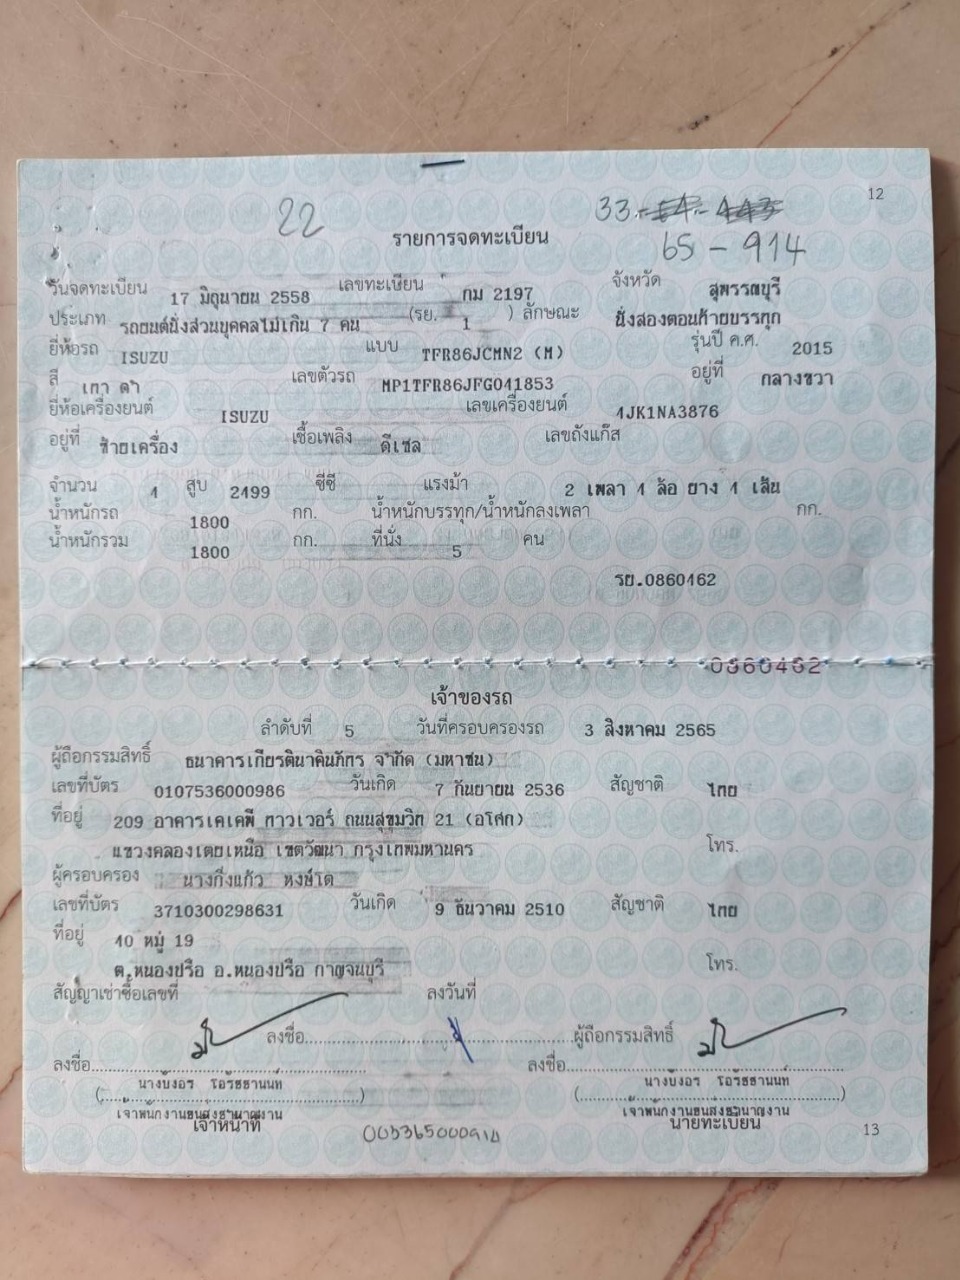 12
22
33-14-443
65-914
รายการจดทะเบียน
วันจดทะเบียน 17 มิถุนายน 2558 เลขทะเบียน กม 2197 จังหวัด สุพรรณบุรี
ประเภท รถยนต์นั่งส่วนบุคคลไม่เกิน 7 คน (รย. 1 ) ลักษณะ นั่งสองตอนท้ายบรรทุก
ยี่ห้อรถ ISUZU แบบ TFR86JCMN2 (M) รุ่นปี ค.ศ. 2015
สี เทา ดำ เลขตัวรถ MP1TFR86JFG041853 อยู่ที่ กลางขวา
ยี่ห้อเครื่องยนต์ ISUZU เลขเครื่องยนต์ 4JK1NA3876
อยู่ที่ ซ้ายเครื่อง เชื้อเพลิง ดีเซล เลขถังแก๊ส
จำนวน 4 สูบ 2499 ซีซี แรงม้า 2 เพลา 4 ล้อ ยาง 4 เส้น
น้ำหนักรถ 1800 กก. น้ำหนักบรรทุก/น้ำหนักลงเพลา กก.
น้ำหนักรวม 1800 กก. ที่นั่ง 5 คน
รย.0860462
0860462
เจ้าของรถ
ลำดับที่ 5 วันที่ครอบครองรถ 3 สิงหาคม 2565
ผู้ถือกรรมสิทธิ์ ธนาคารเกียรตินาคินภัทร จำกัด (มหาชน)
เลขที่บัตร 0107536000986 วันเกิด 7 กันยายน 2536 สัญชาติ ไทย
ที่อยู่ 209 อาคารเคเคพี ทาวเวอร์ ถนนสุขุมวิท 21 (อโศก)
แขวงคลองเตยเหนือ เขตวัฒนา กรุงเทพมหานคร โทร.
ผู้ครอบครอง นางกิ่งแก้ว หงษ์โต
เลขที่บัตร 3710300298631 วันเกิด 9 ธันวาคม 2510 สัญชาติ ไทย
ที่อยู่ 40 หมู่ 19
ต.หนองปรือ อ.หนองปรือ กาญจนบุรี โทร.
สัญญาเช่าซื้อเลขที่ ลงวันที่
ลงชื่อ ผู้ถือกรรมสิทธิ์
ลงชื่อ ลงชื่อ
นางบังอร โอรัธธานนท นางบังอร โอรัธธานนท
( ) ( )
เจ้าพนักงานขนส่งชำนาญงาน เจ้าพนักงานขนส่งชำนาญงาน
เจ้าหน้าที่ นายทะเบียน
005365000914
13